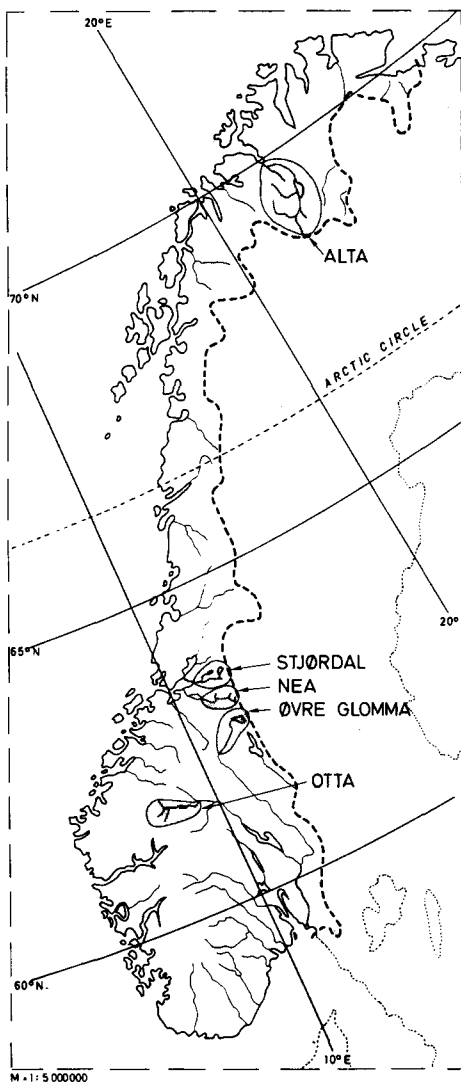 20°E
ALTA
70°N
ARCTIC CIRCLE
20°
65°N
STJØRDAL
NEA
ØVRE GLOMMA
OTTA
60°N.
10°E
M = 1: 5 000 000